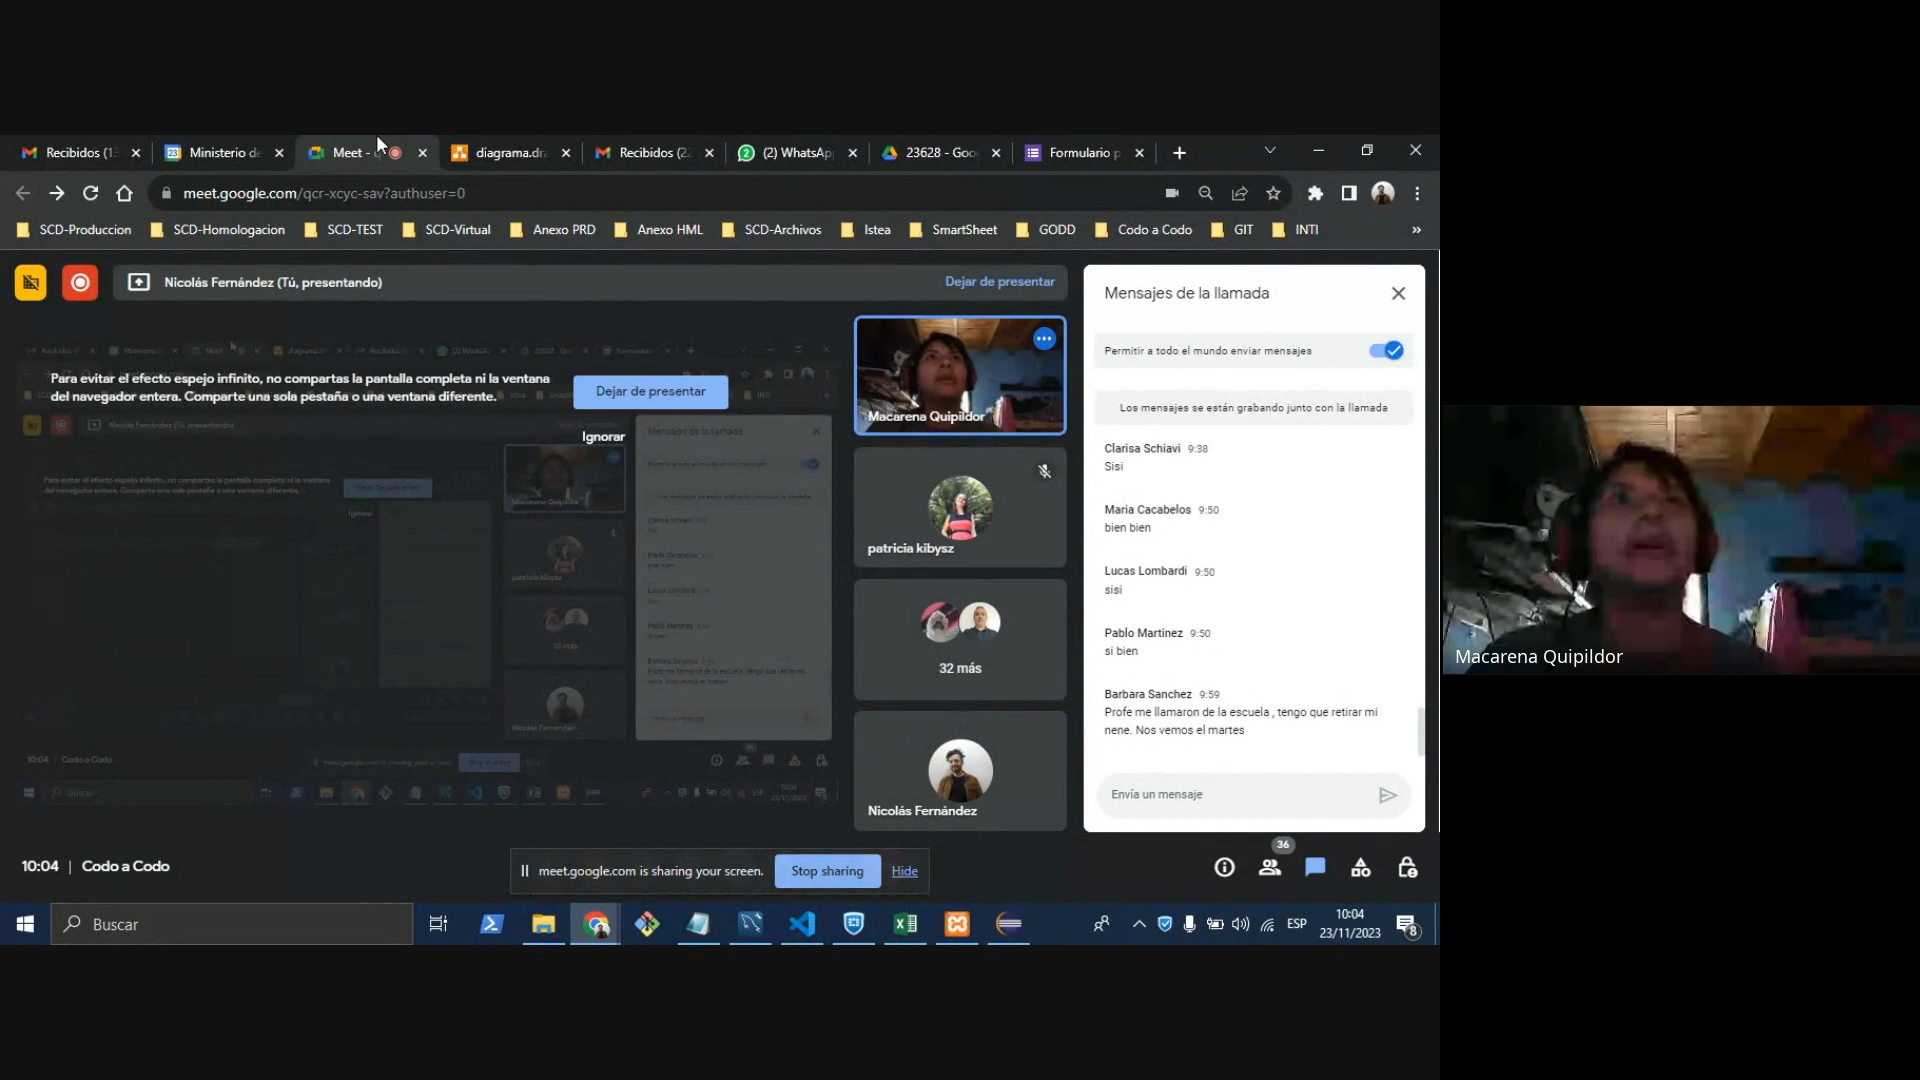 Recibidos (1
Ministerio de
Meet -
diagrama.dr
Recibidos (2
(2) WhatsAp
23628 - Goo
Formulario p
meet.google.com/qcr-xcyc-sav?authuser=0
SCD-Produccion
SCD-Homologacion
SCD-TEST
SCD-Virtual
Anexo PRD
Anexo HML
SCD-Archivos
Istea
SmartSheet
GODD
Codo a Codo
GIT
INTI
Nicolás Fernández (Tú, presentando)
Dejar de presentar
Para evitar el efecto espejo infinito, no compartas la pantalla completa ni la ventana
del navegador entera. Comparte una sola pestaña o una ventana diferente.
Dejar de presentar
Ignorar
Macarena Quipildor
patricia kibysz
32 más
Nicolás Fernández
Mensajes de la llamada
Permitir a todo el mundo enviar mensajes
Los mensajes se están grabando junto con la llamada
Clarisa Schiavi 9:38
Sisi
Maria Cacabelos 9:50
bien bien
Lucas Lombardi 9:50
sisi
Pablo Martinez 9:50
si bien
Barbara Sanchez 9:59
Profe me llamaron de la escuela , tengo que retirar mi
nene. Nos vemos el martes
Envía un mensaje
Macarena Quipildor
10:04 | Codo a Codo
meet.google.com is sharing your screen.
Stop sharing
Hide
36
Buscar
ESP
10:04
23/11/2023
8